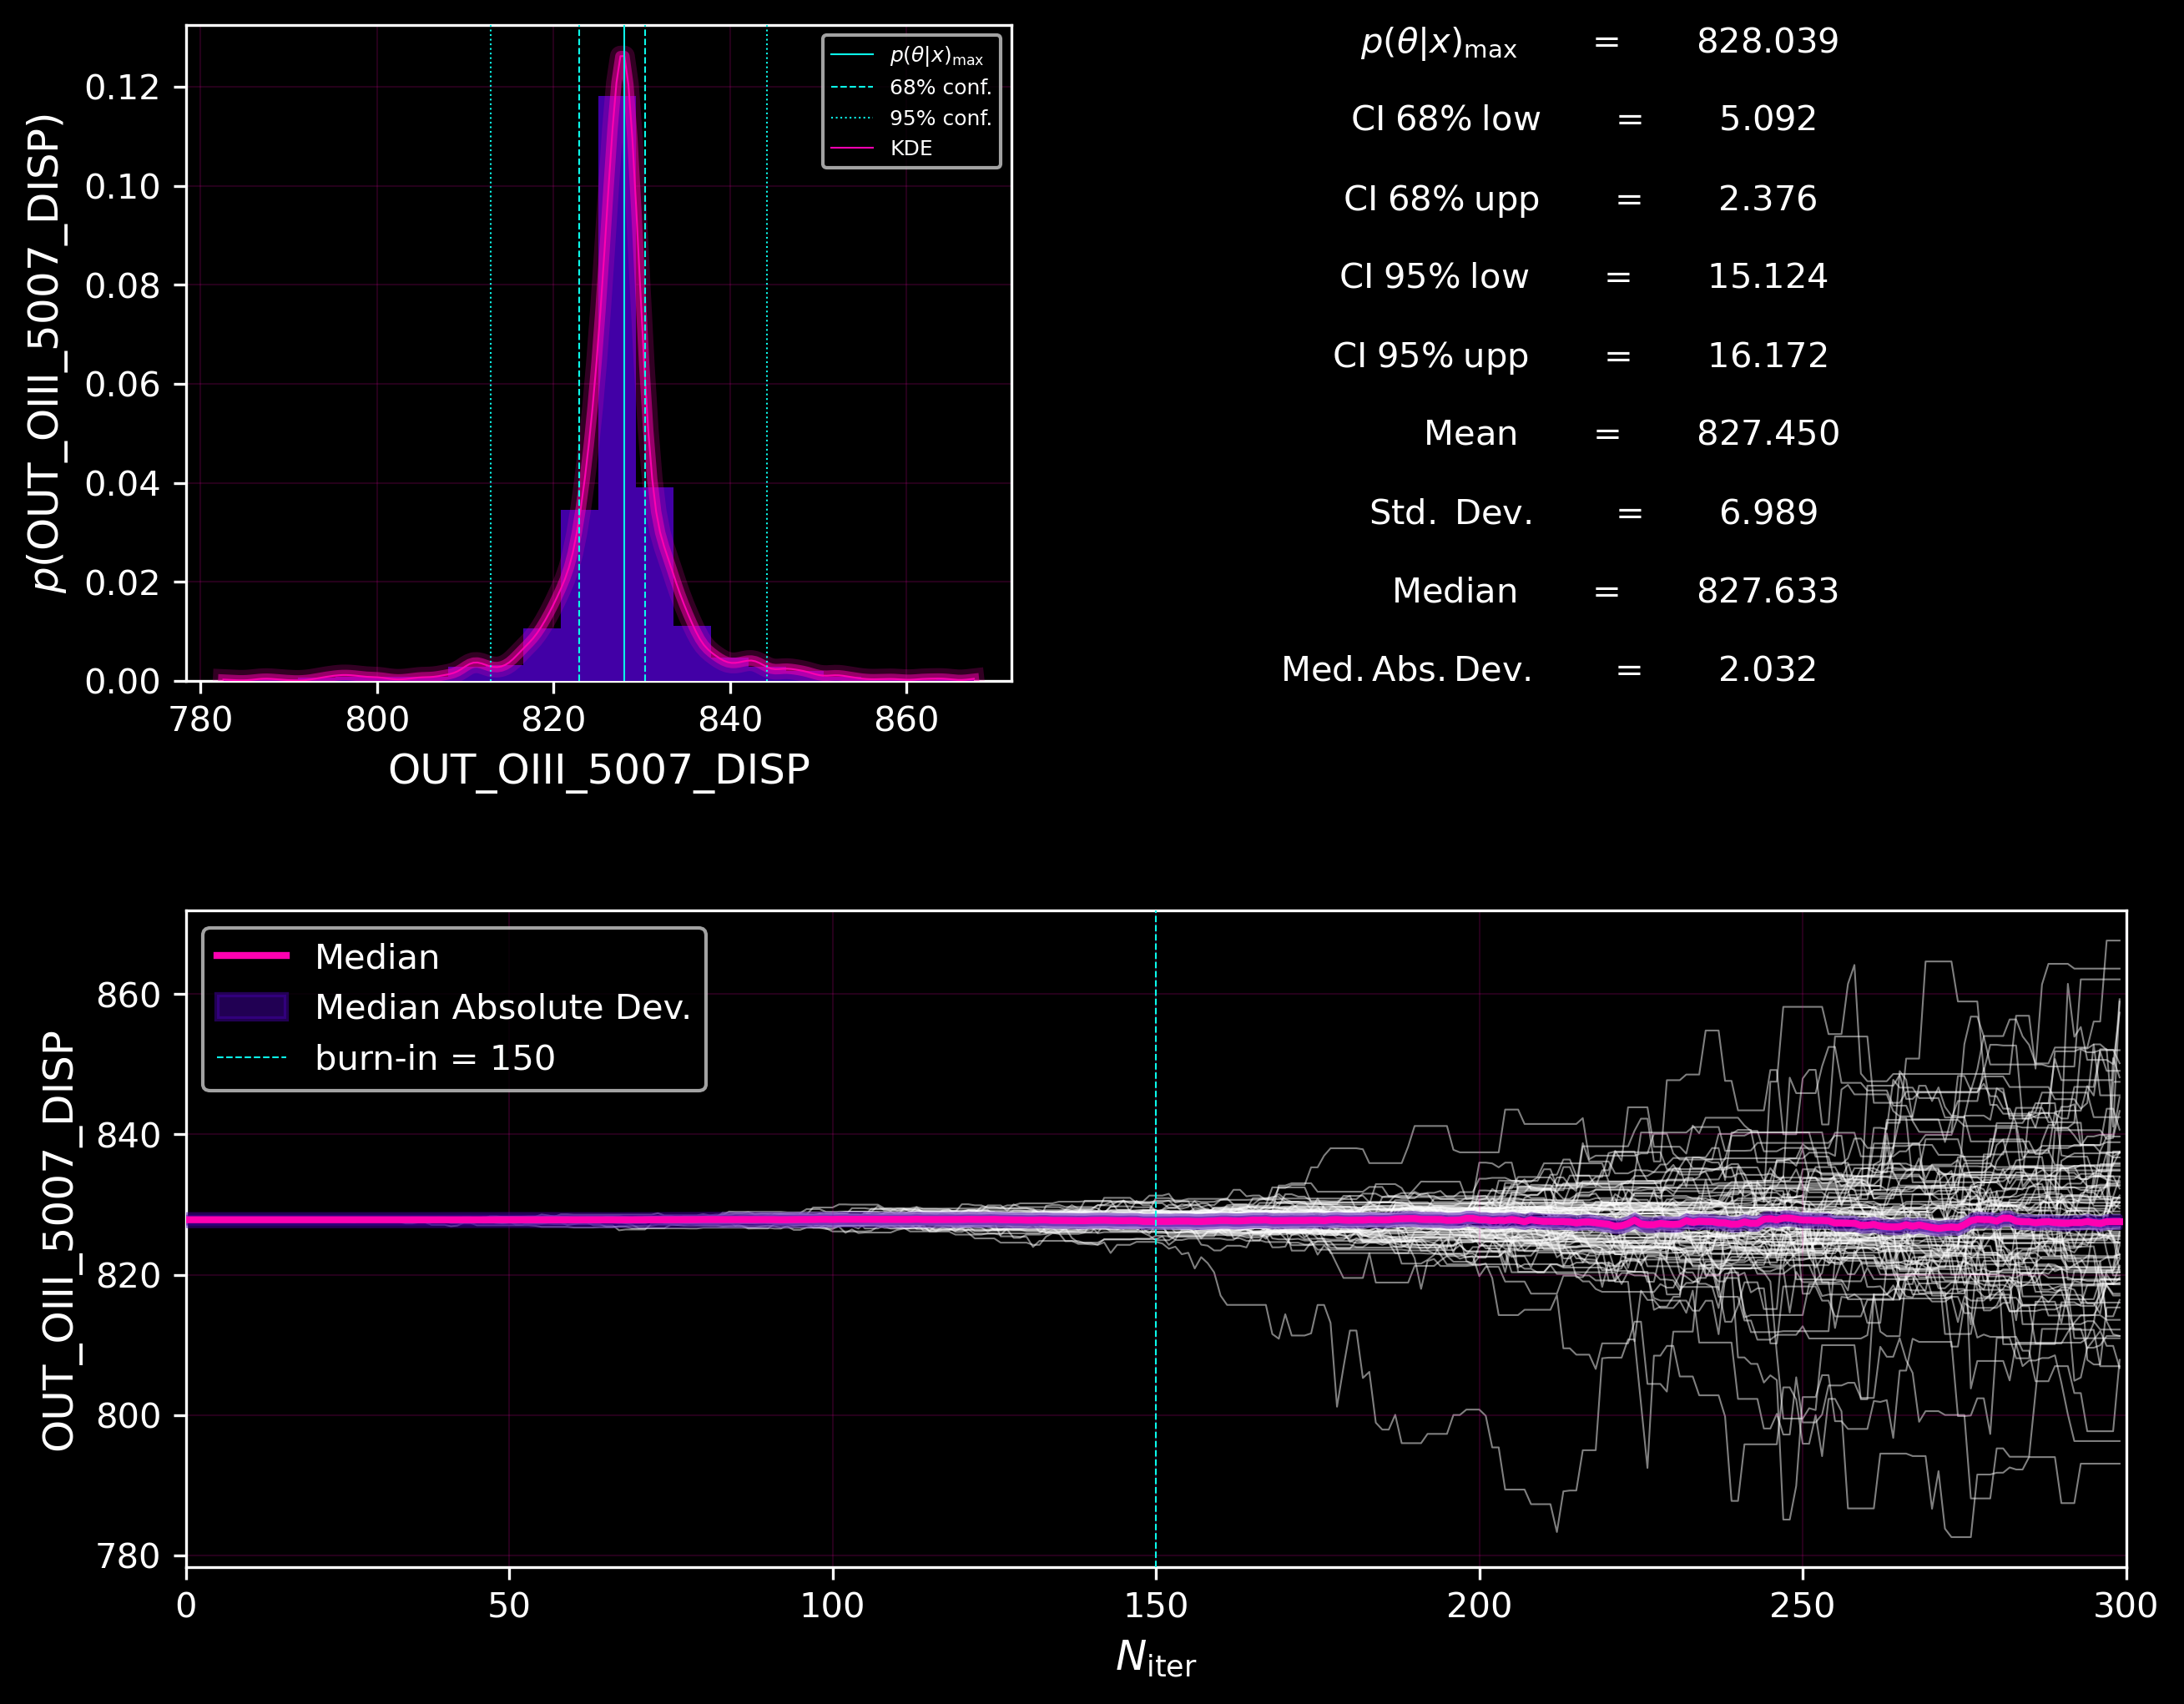 p(OUT_OIII_5007_DISP)
0.12
0.10
0.08
0.06
0.04
0.02
0.00
780 800 820 840 860
OUT_OIII_5007_DISP
p(θ|x)max
68% conf.
95% conf.
KDE
p(θ|x)max = 828.039
CI 68% low = 5.092
CI 68% upp = 2.376
CI 95% low = 15.124
CI 95% upp = 16.172
Mean = 827.450
Std. Dev. = 6.989
Median = 827.633
Med. Abs. Dev. = 2.032
OUT_OIII_5007_DISP
860
840
820
800
780
Median
Median Absolute Dev.
burn-in = 150
0 50 100 150 200 250 300
Niter